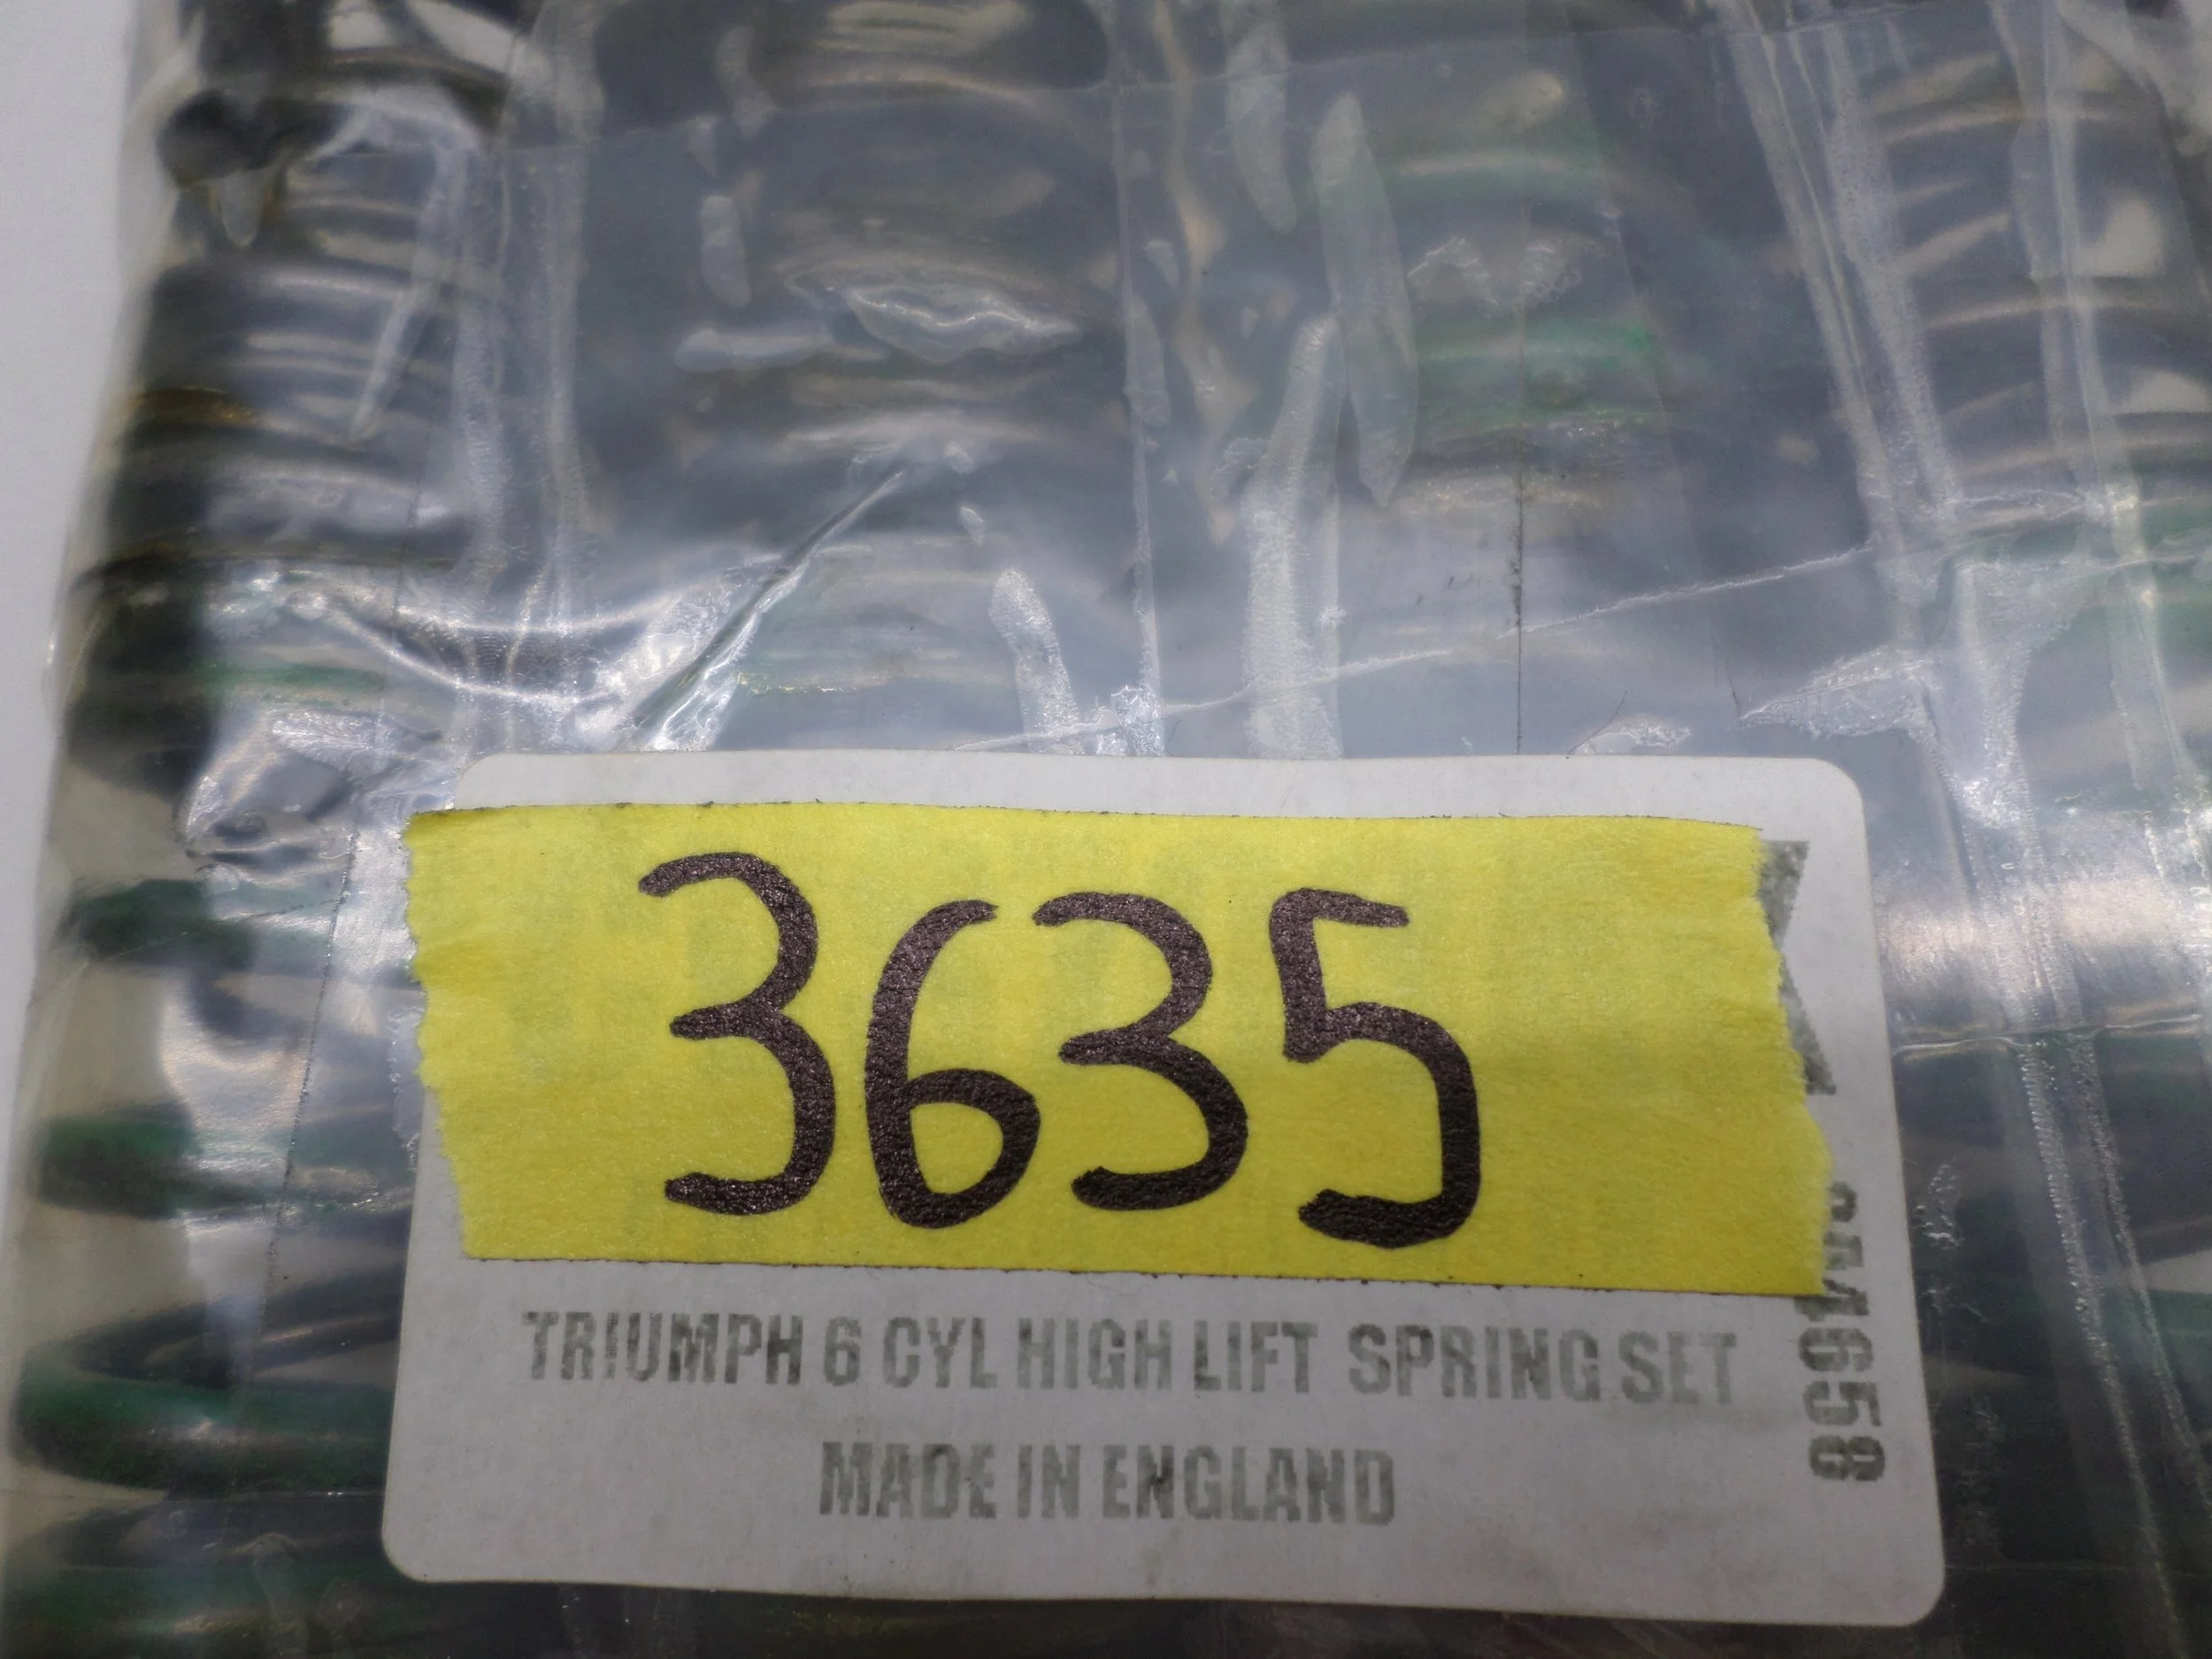 3635
TRIUMPH 6 CYL HIGH LIFT SPRING SET
MADE IN ENGLAND